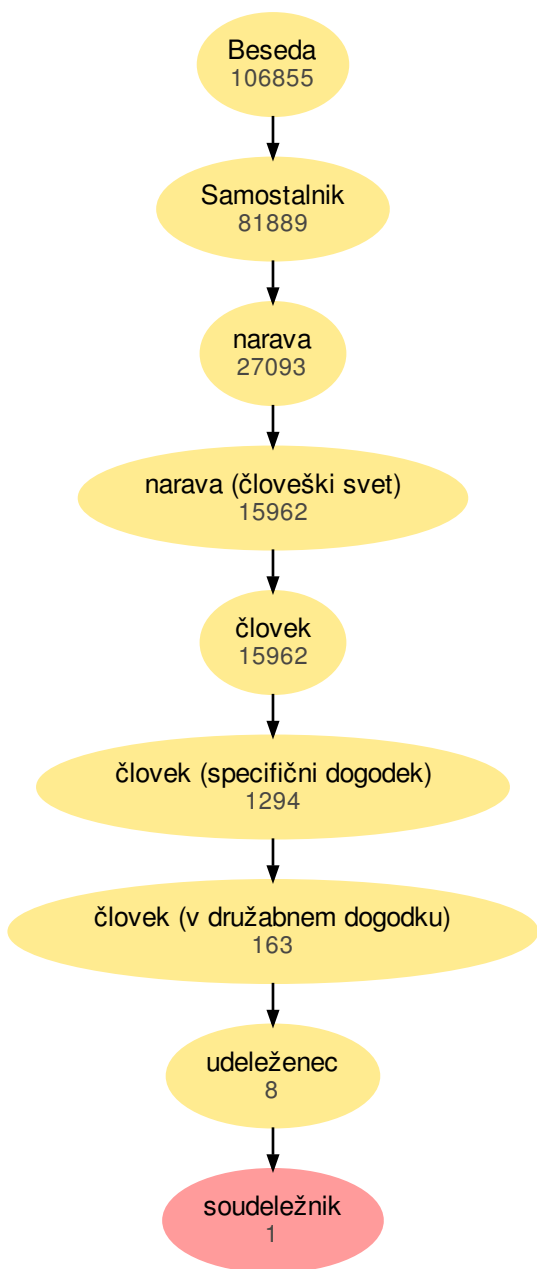 Beseda
106855
Samostalnik
81889
narava
27093
narava (človeški svet)
15962
človek
15962
človek (specifični dogodek)
1294
človek (v družabnem dogodku)
163
udeleženec
8
soudeležnik
1